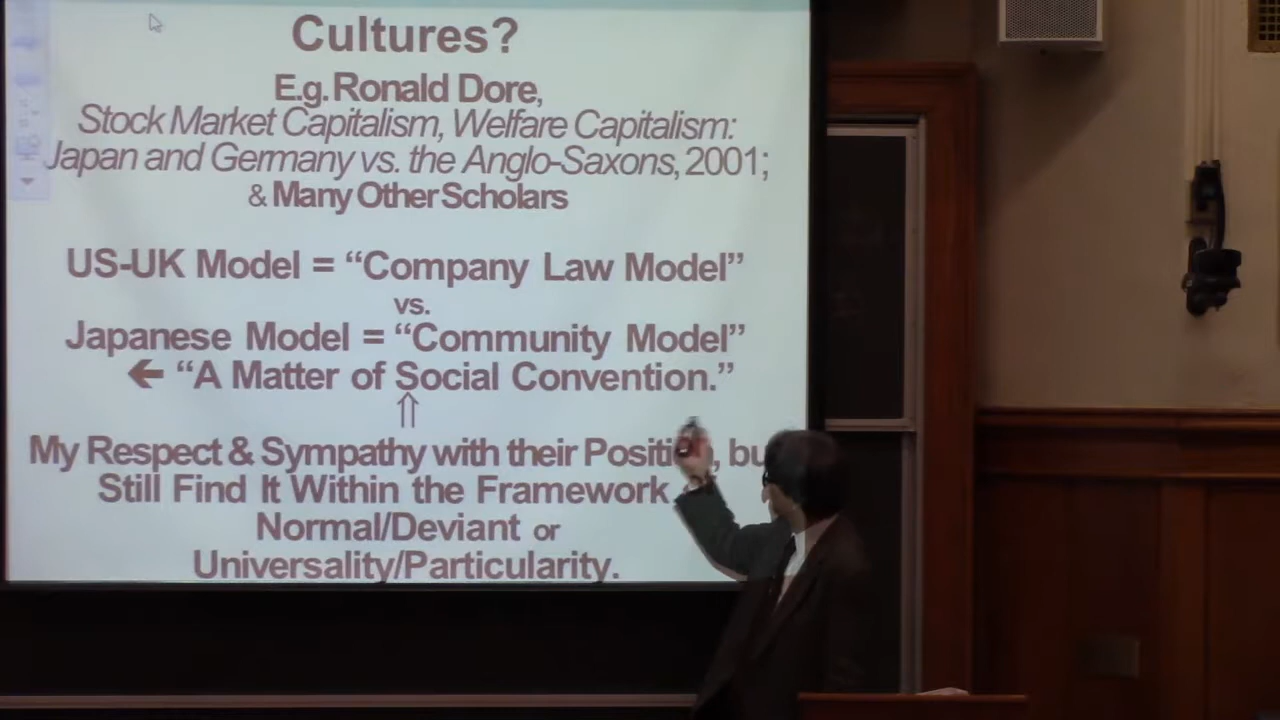 Cultures?
E.g. Ronald Dore,
Stock Market Capitalism, Welfare Capitalism:
Japan and Germany vs. the Anglo-Saxons, 2001;
& Many Other Scholars
US-UK Model = “Company Law Model”
vs.
Japanese Model = “Community Model”
← “A Matter of Social Convention.”
⇑
My Respect & Sympathy with their
Still Find It Within the Framework
Normal/Deviant or
Universality/Particularity.